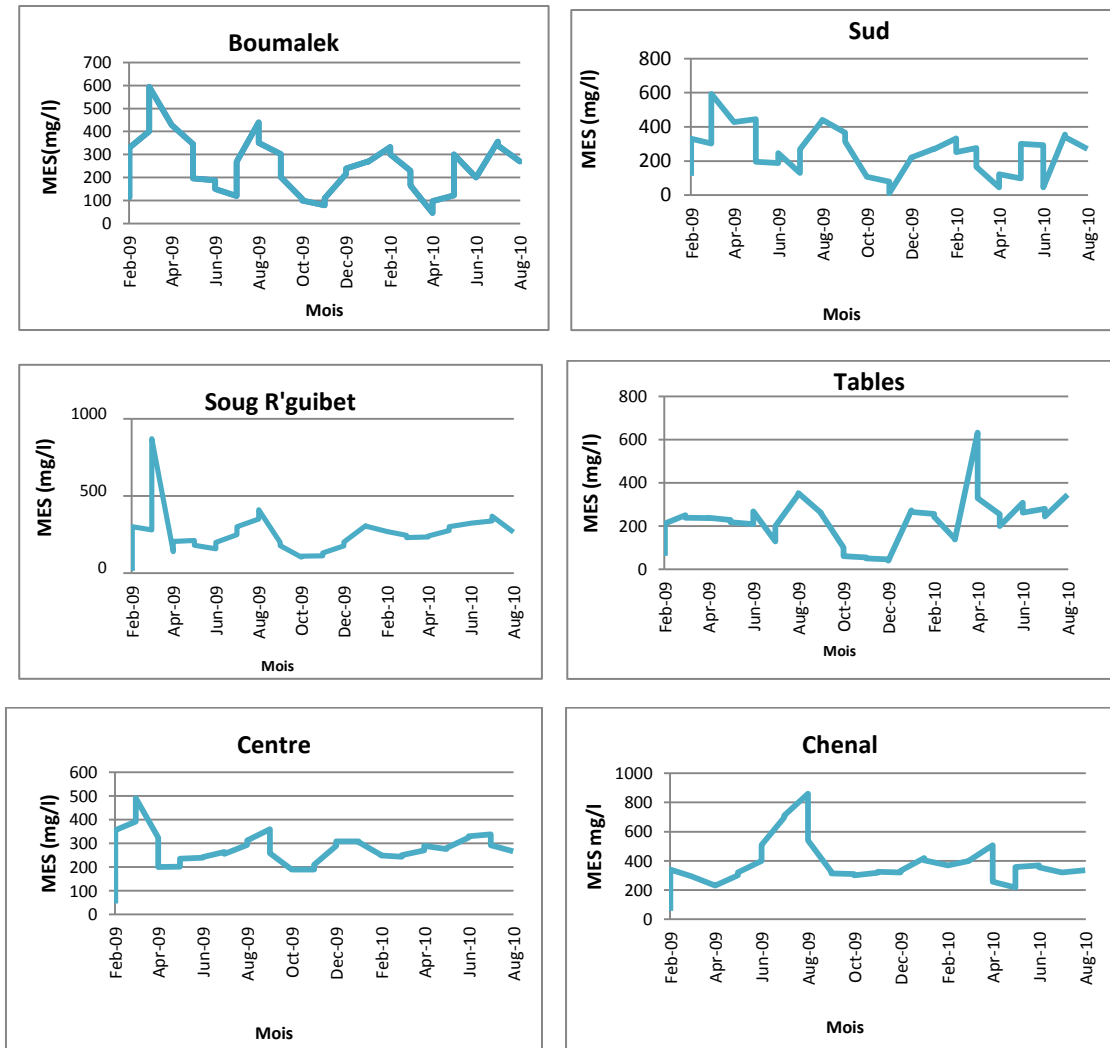 Boumalek
MES(mg/l)
700
600
500
400
300
200
100
0
Feb-09
Apr-09
Jun-09
Aug-09
Oct-09
Dec-09
Feb-10
Apr-10
Jun-10
Aug-10
Mois
Sud
MES (mg/l)
800
600
400
200
0
Feb-09
Apr-09
Jun-09
Aug-09
Oct-09
Dec-09
Feb-10
Apr-10
Jun-10
Aug-10
Mois
Soug R'guibet
MES (mg/l)
1000
500
0
Feb-09
Apr-09
Jun-09
Aug-09
Oct-09
Dec-09
Feb-10
Apr-10
Jun-10
Aug-10
Mois
Tables
MES (mg/l)
800
600
400
200
0
Feb-09
Apr-09
Jun-09
Aug-09
Oct-09
Dec-09
Feb-10
Apr-10
Jun-10
Aug-10
Mois
Centre
MES (mg/l)
600
500
400
300
200
100
0
Feb-09
Apr-09
Jun-09
Aug-09
Oct-09
Dec-09
Feb-10
Apr-10
Jun-10
Aug-10
Mois
Chenal
MES mg/l
1000
800
600
400
200
0
Feb-09
Apr-09
Jun-09
Aug-09
Oct-09
Dec-09
Feb-10
Apr-10
Jun-10
Aug-10
Mois